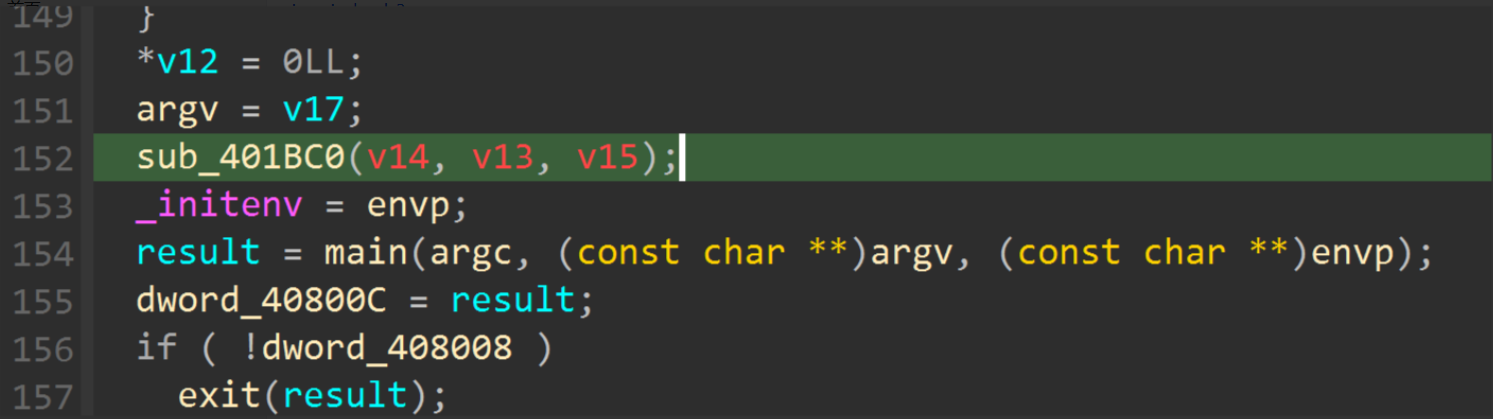 149 }
150 *v12 = 0LL;
151 argv = v17;
152 sub_401BC0(v14, v13, v15);
153 _initenv = envp;
154 result = main(argc, (const char **)argv, (const char **)envp);
155 dword_40800C = result;
156 if ( !dword_408008 )
157 exit(result);